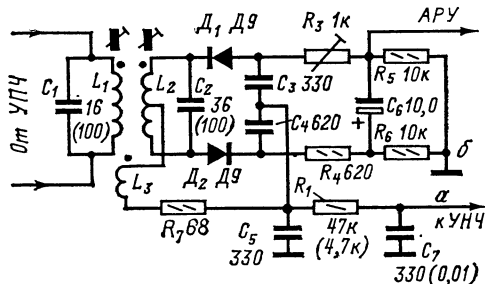 Д₁ Д9
R₃ 1к
АРУ
От УПЧ
C₁
16
(100)
L₁
L₂
C₂
36
(100)
C₃
330
C₄ 620
R₅ 10к
C₆ 10,0
+
R₆ 10к
б
L₃
Д₂ Д9
R₄ 620
R₇ 68
R₁
47к
(4,7к)
а
к УНЧ
C₅
330
C₇
330 (0,01)